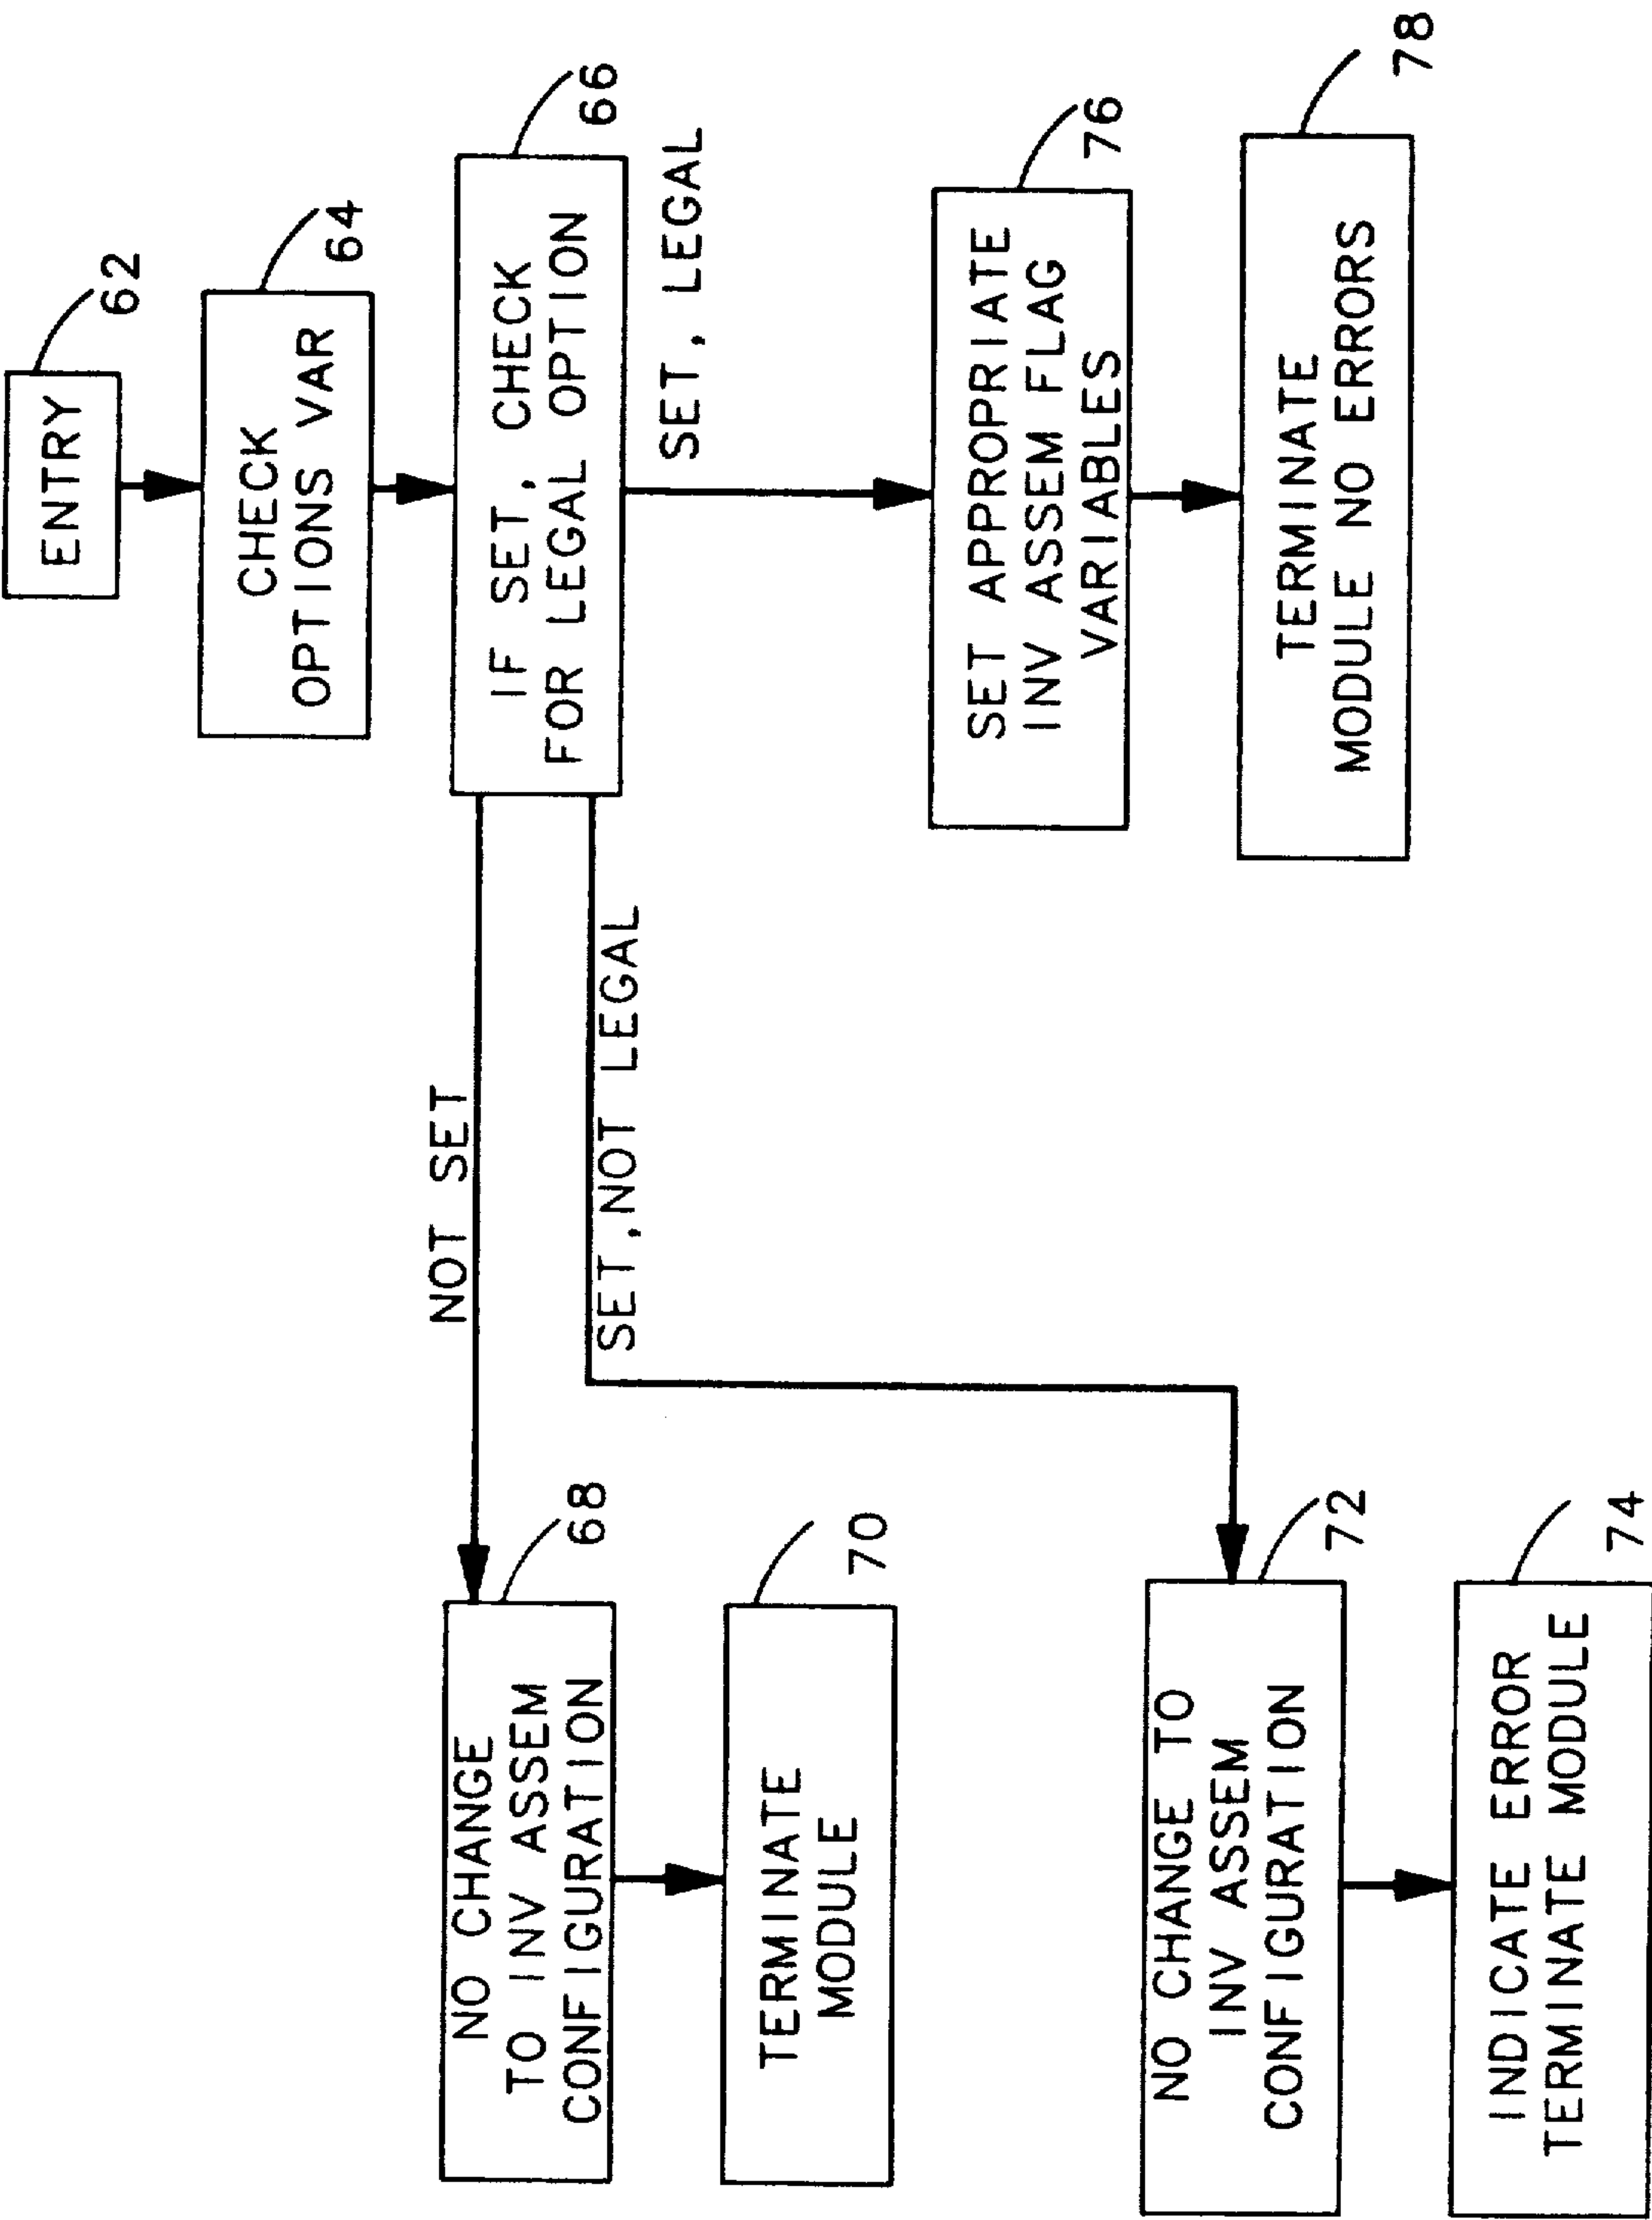 ENTRY
62
CHECK
OPTIONS VAR
64
IF SET, CHECK
FOR LEGAL OPTION
66
NOT SET
SET,NOT LEGAL
SET, LEGAL
NO CHANGE
TO INV ASSEM
CONFIGURATION
68
TERMINATE
MODULE
70
NO CHANGE TO
INV ASSEM
CONFIGURATION
72
INDICATE ERROR
TERMINATE MODULE
74
SET APPROPRIATE
INV ASSEM FLAG
VARIABLES
76
TERMINATE
MODULE NO ERRORS
78